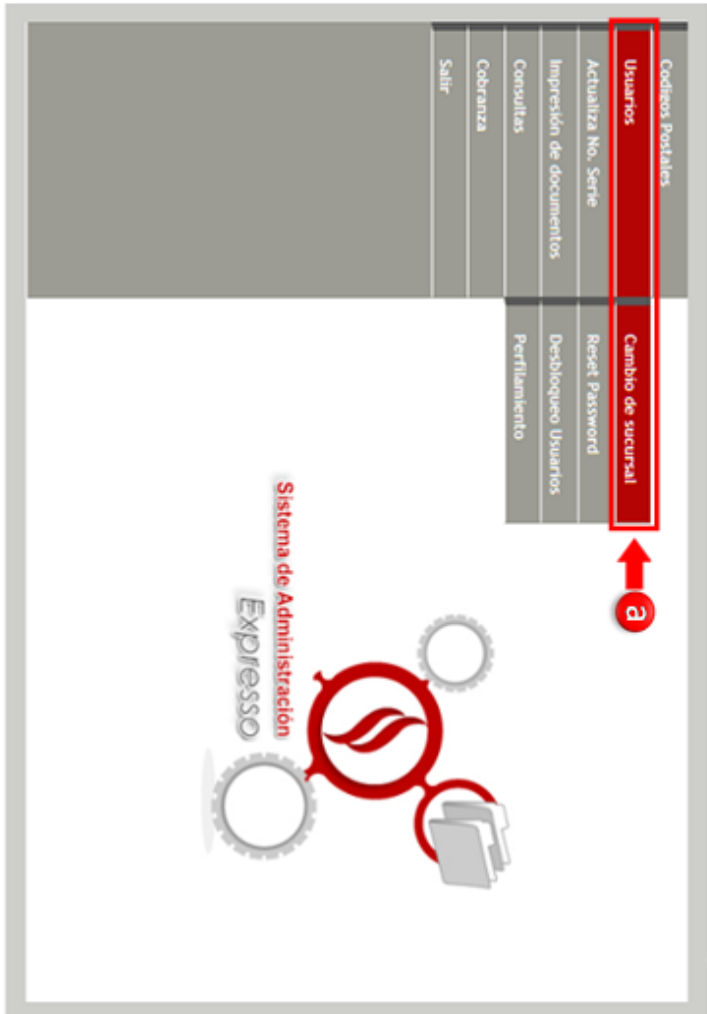 Codigos Postales
Usuarios
Actualiza No. Serie
Impresión de documentos
Consultas
Cobranza
Salir
Cambio de sucursal
Reset Password
Desbloqueo Usuarios
Perfilamiento
a
Sistema de Administración
Expresso